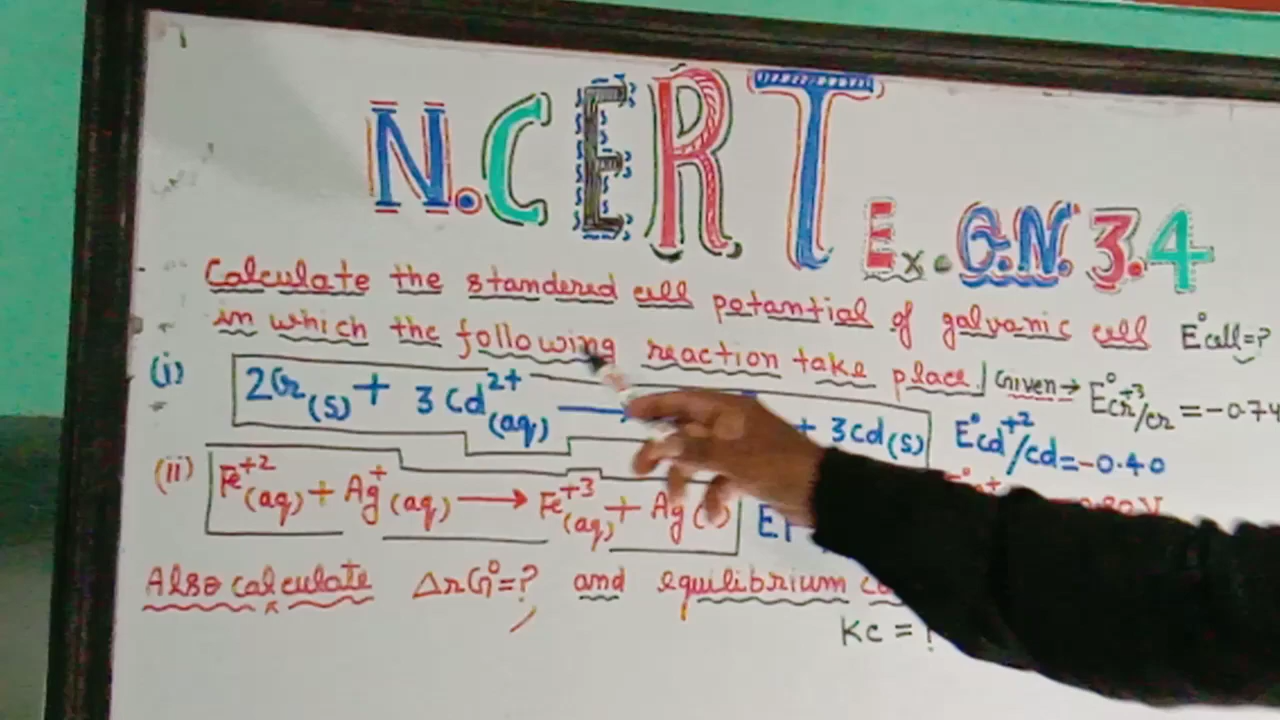 N.CERT Ex. Q.N. 3.4
Calculate the standered cell potantial of galvanic cell E°cell=?
in which the following reaction take place. Given → E°cr⁺³/cr = -0.74
(i) 2Cr(s) + 3Cd²⁺(aq) → + 3Cd(s) E°cd⁺²/cd = -0.40
(ii) Fe⁺²(aq) + Ag⁺(aq) → Fe⁺³(aq) + Ag
Also calculate ΔrG°=? and equilibrium
Kc = ?